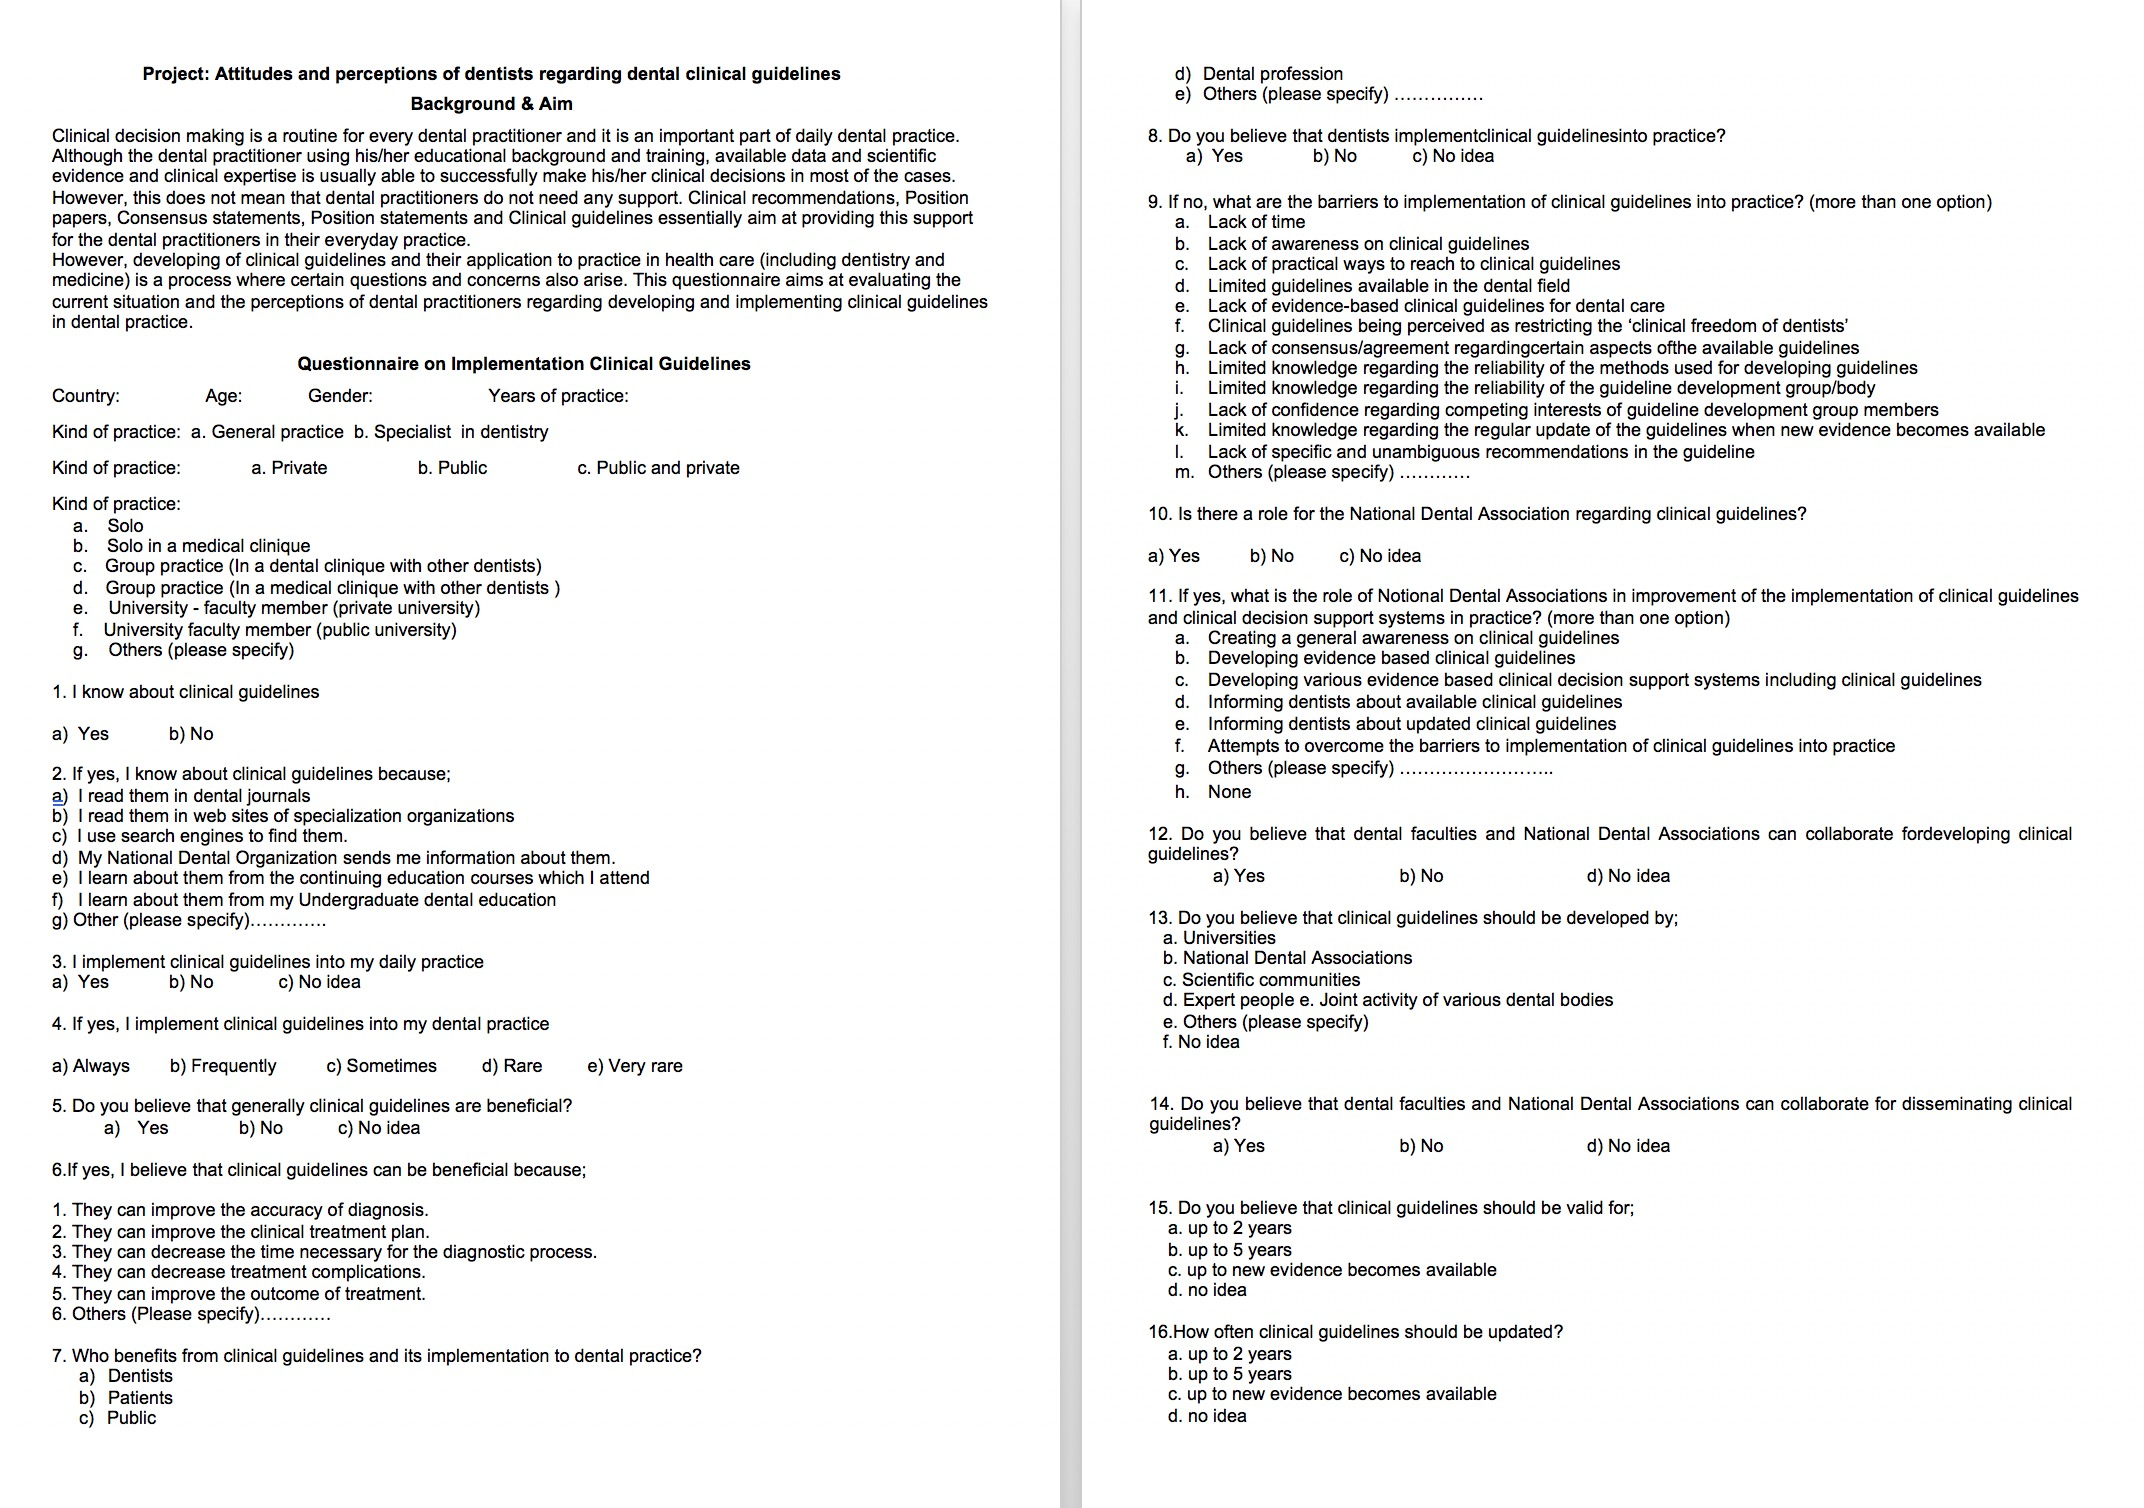 Project: Attitudes and perceptions of dentists regarding dental clinical guidelines
Background & Aim
Clinical decision making is a routine for every dental practitioner and it is an important part of daily dental practice.
Although the dental practitioner using his/her educational background and training, available data and scientific
evidence and clinical expertise is usually able to successfully make his/her clinical decisions in most of the cases.
However, this does not mean that dental practitioners do not need any support. Clinical recommendations, Position
papers, Consensus statements, Position statements and Clinical guidelines essentially aim at providing this support
for the dental practitioners in their everyday practice.
However, developing of clinical guidelines and their application to practice in health care (including dentistry and
medicine) is a process where certain questions and concerns also arise. This questionnaire aims at evaluating the
current situation and the perceptions of dental practitioners regarding developing and implementing clinical guidelines
in dental practice.
Questionnaire on Implementation Clinical Guidelines
Country: Age: Gender: Years of practice:
Kind of practice: a. General practice b. Specialist in dentistry
Kind of practice: a. Private b. Public c. Public and private
Kind of practice:
a. Solo
b. Solo in a medical clinique
c. Group practice (In a dental clinique with other dentists)
d. Group practice (In a medical clinique with other dentists )
e. University - faculty member (private university)
f. University faculty member (public university)
g. Others (please specify)
1. I know about clinical guidelines
a) Yes b) No
2. If yes, I know about clinical guidelines because;
a) I read them in dental journals
b) I read them in web sites of specialization organizations
c) I use search engines to find them.
d) My National Dental Organization sends me information about them.
e) I learn about them from the continuing education courses which I attend
f) I learn about them from my Undergraduate dental education
g) Other (please specify).............
3. I implement clinical guidelines into my daily practice
a) Yes b) No c) No idea
4. If yes, I implement clinical guidelines into my dental practice
a) Always b) Frequently c) Sometimes d) Rare e) Very rare
5. Do you believe that generally clinical guidelines are beneficial?
a) Yes b) No c) No idea
6.If yes, I believe that clinical guidelines can be beneficial because;
1. They can improve the accuracy of diagnosis.
2. They can improve the clinical treatment plan.
3. They can decrease the time necessary for the diagnostic process.
4. They can decrease treatment complications.
5. They can improve the outcome of treatment.
6. Others (Please specify)............
7. Who benefits from clinical guidelines and its implementation to dental practice?
a) Dentists
b) Patients
c) Public
d) Dental profession
e) Others (please specify) ...............
8. Do you believe that dentists implementclinical guidelinesinto practice?
a) Yes b) No c) No idea
9. If no, what are the barriers to implementation of clinical guidelines into practice? (more than one option)
a. Lack of time
b. Lack of awareness on clinical guidelines
c. Lack of practical ways to reach to clinical guidelines
d. Limited guidelines available in the dental field
e. Lack of evidence-based clinical guidelines for dental care
f. Clinical guidelines being perceived as restricting the ‘clinical freedom of dentists’
g. Lack of consensus/agreement regardingcertain aspects ofthe available guidelines
h. Limited knowledge regarding the reliability of the methods used for developing guidelines
i. Limited knowledge regarding the reliability of the guideline development group/body
j. Lack of confidence regarding competing interests of guideline development group members
k. Limited knowledge regarding the regular update of the guidelines when new evidence becomes available
l. Lack of specific and unambiguous recommendations in the guideline
m. Others (please specify) ............
10. Is there a role for the National Dental Association regarding clinical guidelines?
a) Yes b) No c) No idea
11. If yes, what is the role of Notional Dental Associations in improvement of the implementation of clinical guidelines
and clinical decision support systems in practice? (more than one option)
a. Creating a general awareness on clinical guidelines
b. Developing evidence based clinical guidelines
c. Developing various evidence based clinical decision support systems including clinical guidelines
d. Informing dentists about available clinical guidelines
e. Informing dentists about updated clinical guidelines
f. Attempts to overcome the barriers to implementation of clinical guidelines into practice
g. Others (please specify) ..........................
h. None
12. Do you believe that dental faculties and National Dental Associations can collaborate fordeveloping clinical
guidelines?
a) Yes b) No d) No idea
13. Do you believe that clinical guidelines should be developed by;
a. Universities
b. National Dental Associations
c. Scientific communities
d. Expert people e. Joint activity of various dental bodies
e. Others (please specify)
f. No idea
14. Do you believe that dental faculties and National Dental Associations can collaborate for disseminating clinical
guidelines?
a) Yes b) No d) No idea
15. Do you believe that clinical guidelines should be valid for;
a. up to 2 years
b. up to 5 years
c. up to new evidence becomes available
d. no idea
16.How often clinical guidelines should be updated?
a. up to 2 years
b. up to 5 years
c. up to new evidence becomes available
d. no idea